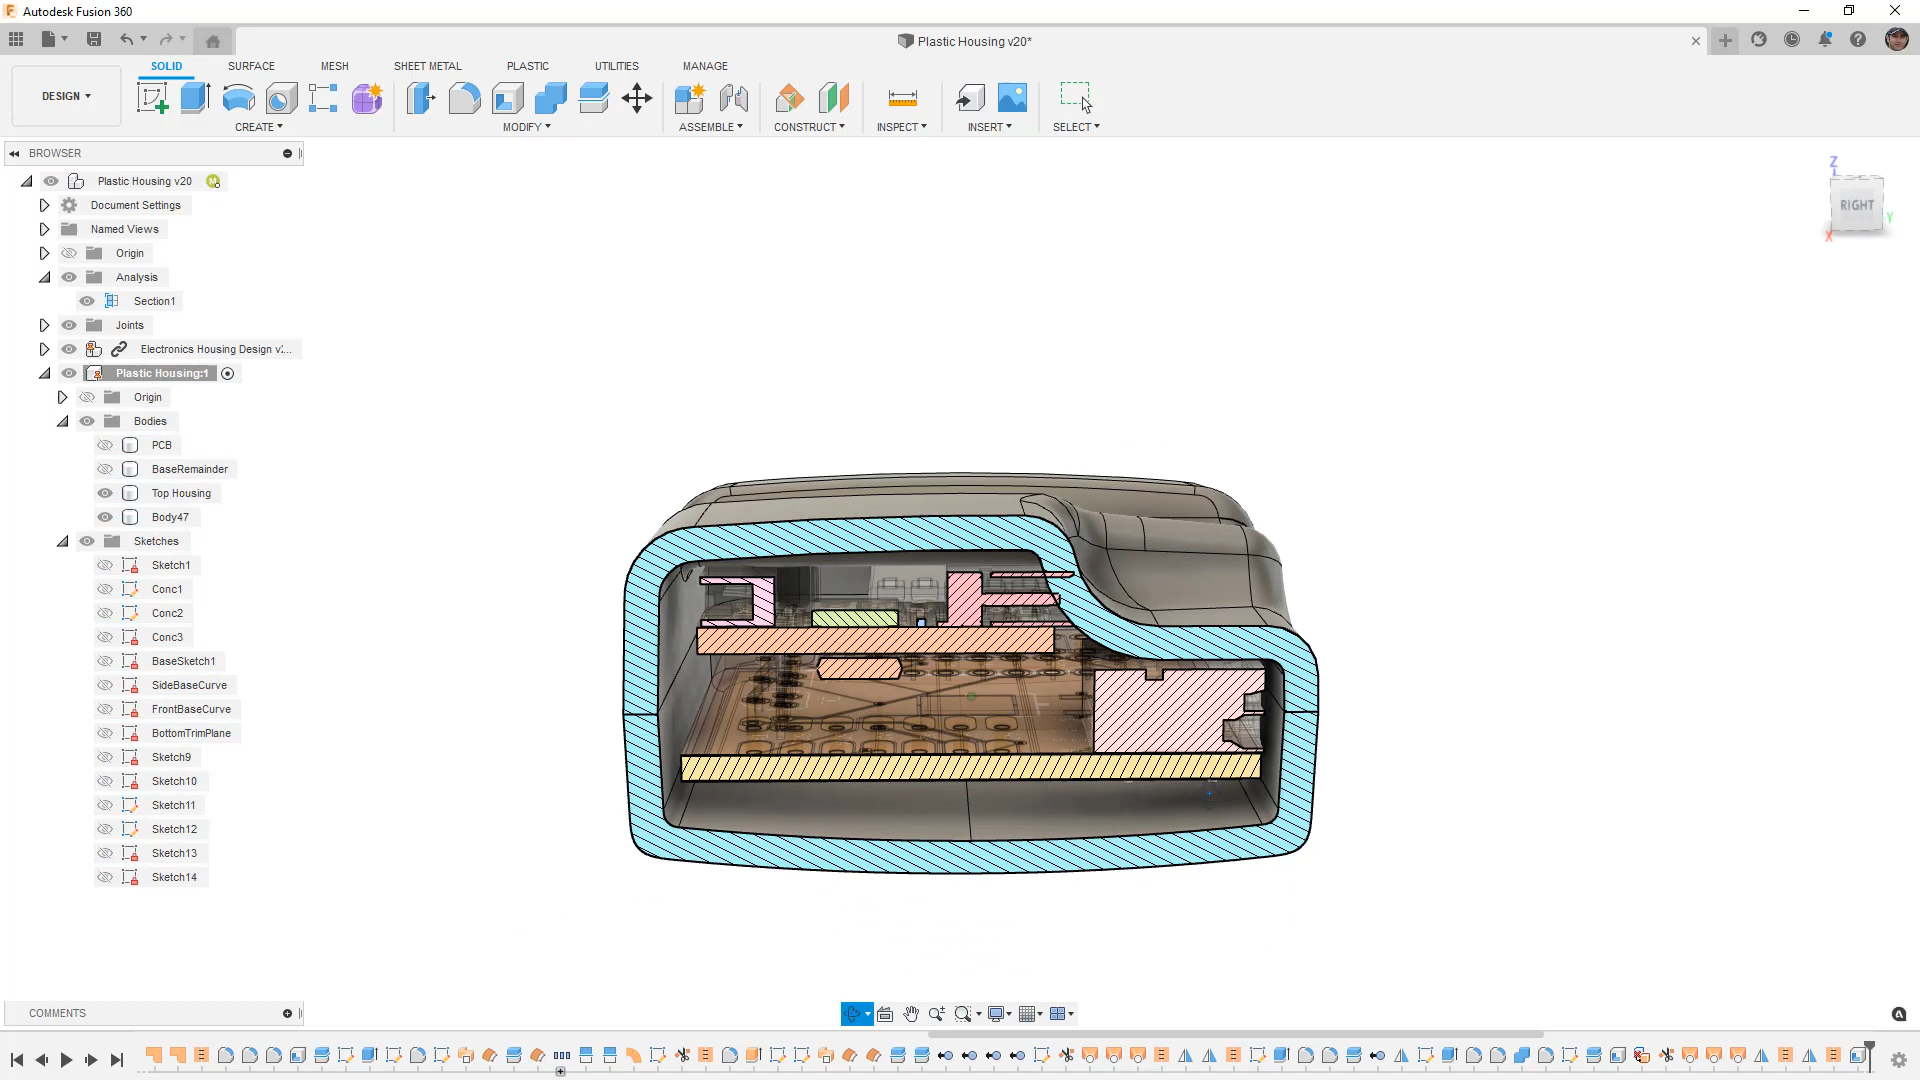 Autodesk Fusion 360
Plastic Housing v20*
DESIGN
SOLID
SURFACE
MESH
SHEET METAL
PLASTIC
UTILITIES
MANAGE
CREATE
MODIFY
ASSEMBLE
CONSTRUCT
INSPECT
INSERT
SELECT
BROWSER
Plastic Housing v20
M
Document Settings
Named Views
Origin
Analysis
Section1
Joints
Electronics Housing Design v:...
Plastic Housing:1
Origin
Bodies
PCB
BaseRemainder
Top Housing
Body47
Sketches
Sketch1
Conc1
Conc2
Conc3
BaseSketch1
SideBaseCurve
FrontBaseCurve
BottomTrimPlane
Sketch9
Sketch10
Sketch11
Sketch12
Sketch13
Sketch14
Z
RIGHT
Y
X
COMMENTS